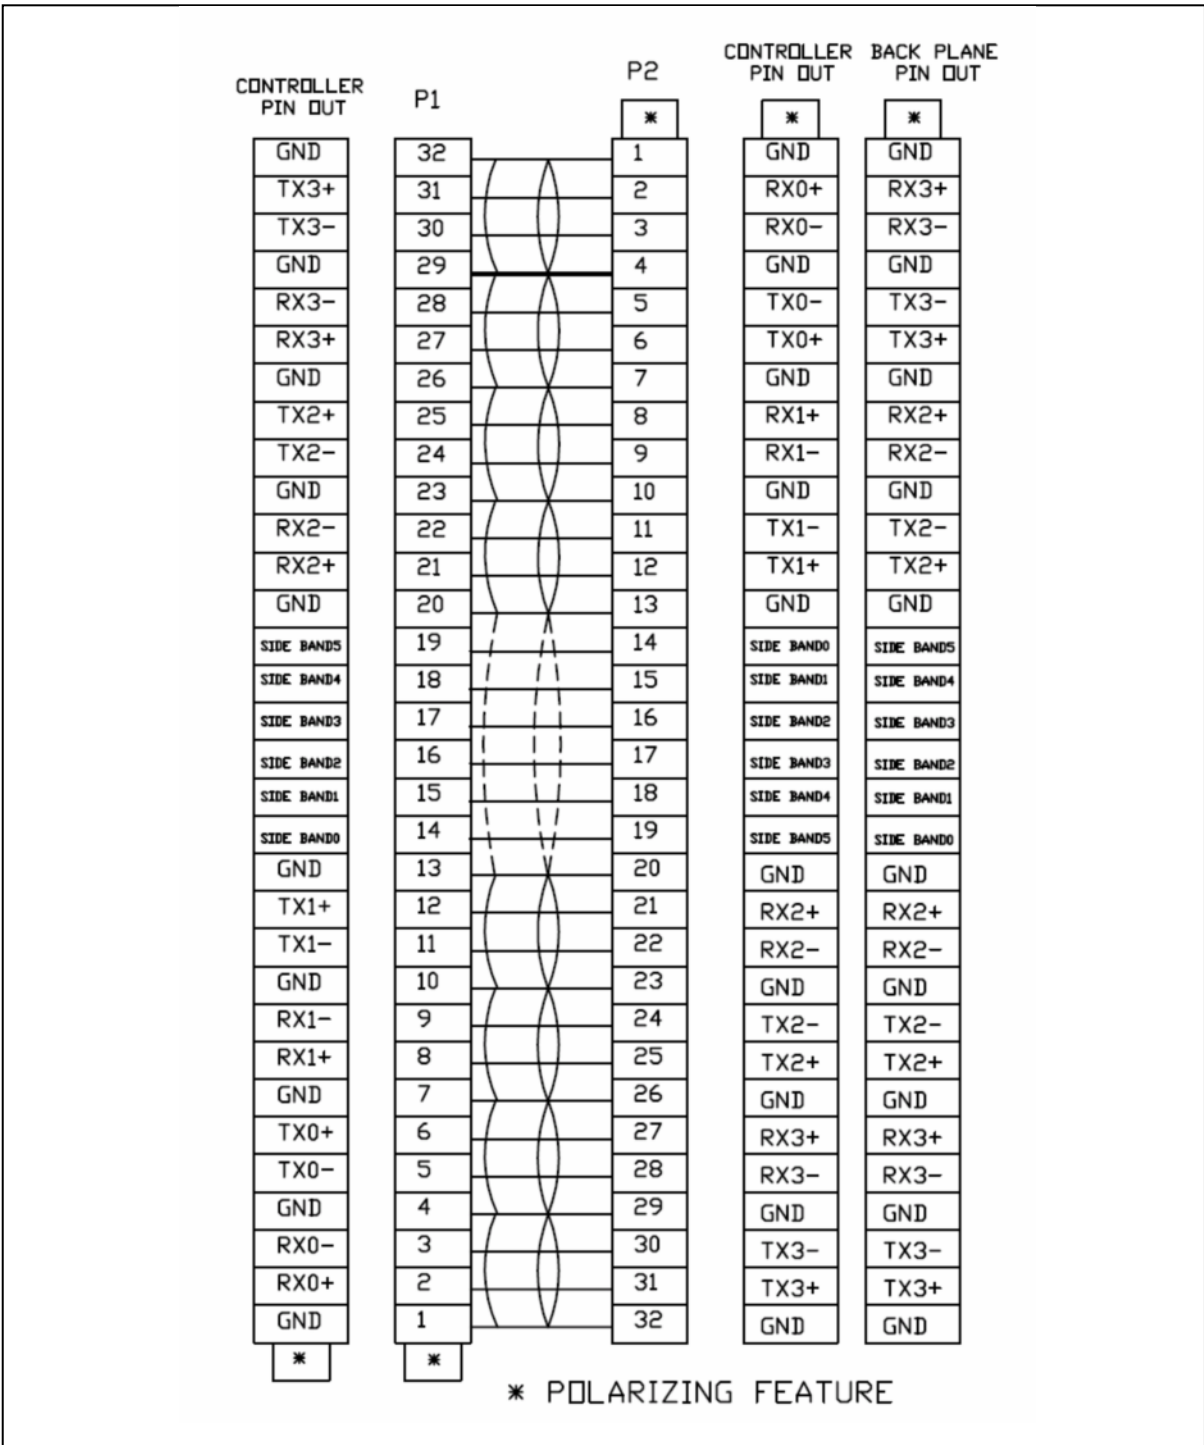 CONTROLLER BACK PLANE
P2 PIN OUT PIN OUT
CONTROLLER
PIN OUT P1
* * *
GND 32 1 GND GND
TX3+ 31 2 RX0+ RX3+
TX3- 30 3 RX0- RX3-
GND 29 4 GND GND
RX3- 28 5 TX0- TX3-
RX3+ 27 6 TX0+ TX3+
GND 26 7 GND GND
TX2+ 25 8 RX1+ RX2+
TX2- 24 9 RX1- RX2-
GND 23 10 GND GND
RX2- 22 11 TX1- TX2-
RX2+ 21 12 TX1+ TX2+
GND 20 13 GND GND
SIDE BAND5 19 14 SIDE BAND0 SIDE BAND5
SIDE BAND4 18 15 SIDE BAND1 SIDE BAND4
SIDE BAND3 17 16 SIDE BAND2 SIDE BAND3
SIDE BAND2 16 17 SIDE BAND3 SIDE BAND2
SIDE BAND1 15 18 SIDE BAND4 SIDE BAND1
SIDE BAND0 14 19 SIDE BAND5 SIDE BAND0
GND 13 20 GND GND
TX1+ 12 21 RX2+ RX2+
TX1- 11 22 RX2- RX2-
GND 10 23 GND GND
RX1- 9 24 TX2- TX2-
RX1+ 8 25 TX2+ TX2+
GND 7 26 GND GND
TX0+ 6 27 RX3+ RX3+
TX0- 5 28 RX3- RX3-
GND 4 29 GND GND
RX0- 3 30 TX3- TX3-
RX0+ 2 31 TX3+ TX3+
GND 1 32 GND GND
* *
* POLARIZING FEATURE